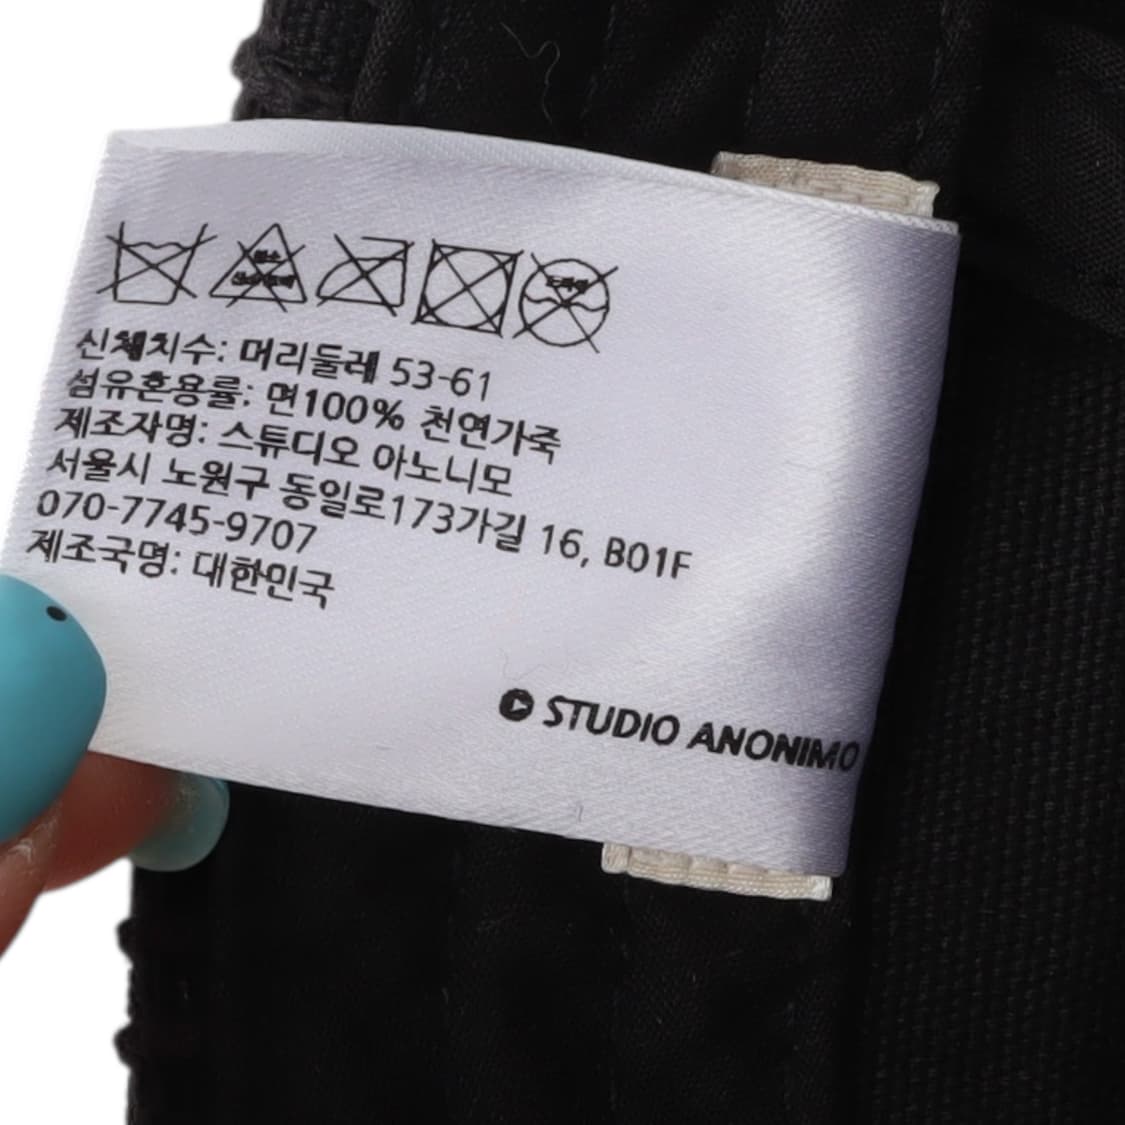 신체치수: 머리둘레 53-61
섬유혼용률: 면100% 천연가죽
제조자명: 스튜디오 아노니모
서울시 노원구 동일로173가길 16, B01F
070-7745-9707
제조국명: 대한민국
STUDIO ANONIMO